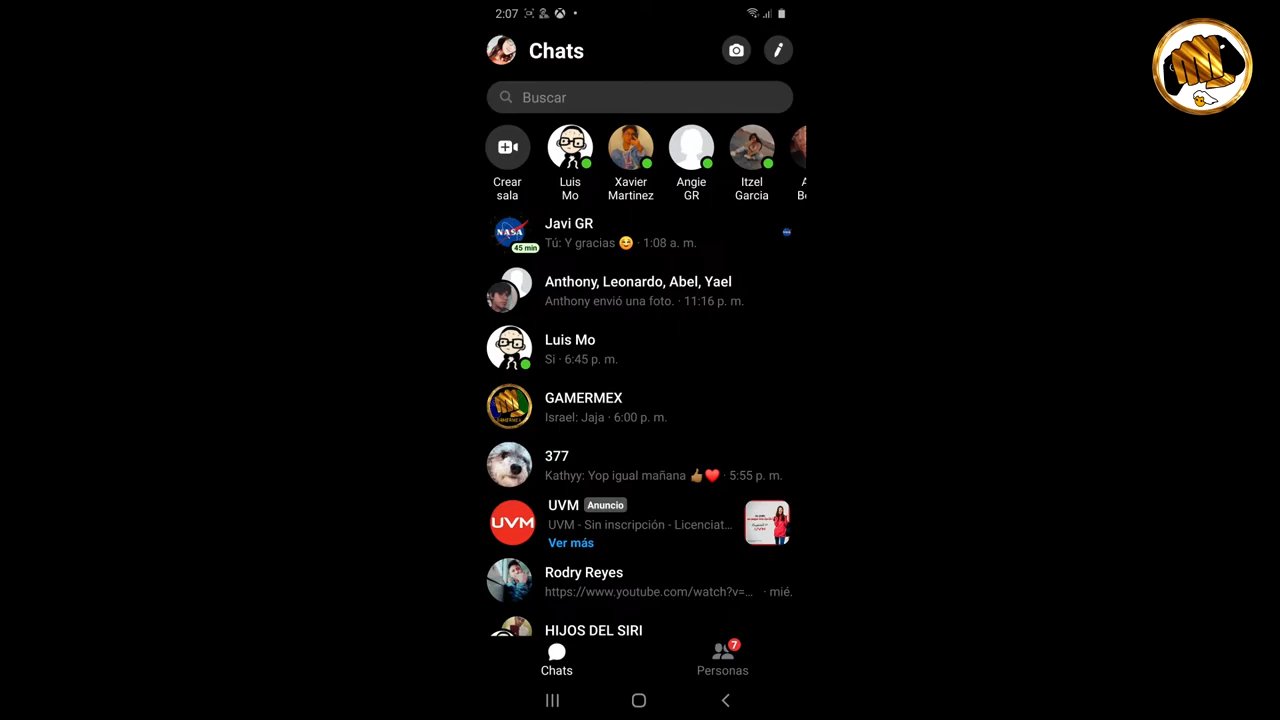 2:07
Chats
Buscar
Crear sala
Luis Mo
Xavier Martinez
Angie GR
Itzel Garcia
Javi GR
NASA
45 min
Tú: Y gracias ☺️ · 1:08 a. m.
Anthony, Leonardo, Abel, Yael
Anthony envió una foto. · 11:16 p. m.
Luis Mo
Si · 6:45 p. m.
GAMERMEX
Israel: Jaja · 6:00 p. m.
377
Kathyy: Yop igual mañana 👍🏽❤️ · 5:55 p. m.
UVM Anuncio
UVM
UVM - Sin inscripción - Licenciat...
Ver más
Rodry Reyes
https://www.youtube.com/watch?v=... · mié.
HIJOS DEL SIRI
7
Chats
Personas